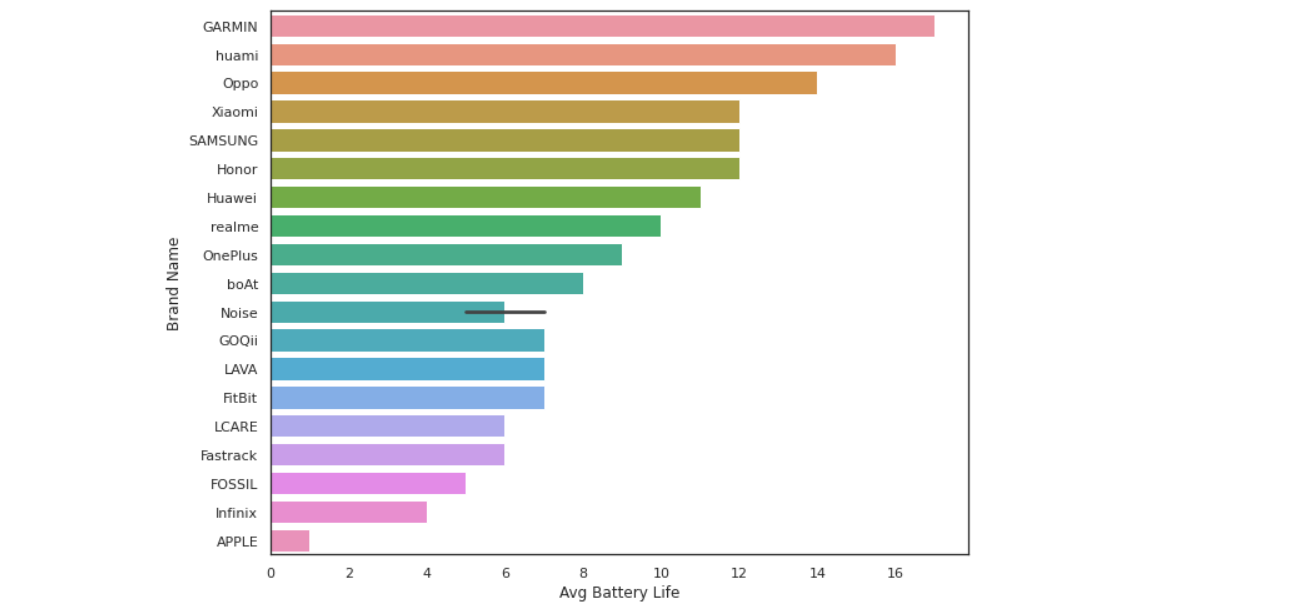 GARMIN
huami
Oppo
Xiaomi
SAMSUNG
Honor
Huawei
realme
OnePlus
boAt
Noise
GOQii
LAVA
FitBit
LCARE
Fastrack
FOSSIL
Infinix
APPLE
Brand Name
0 2 4 6 8 10 12 14 16
Avg Battery Life